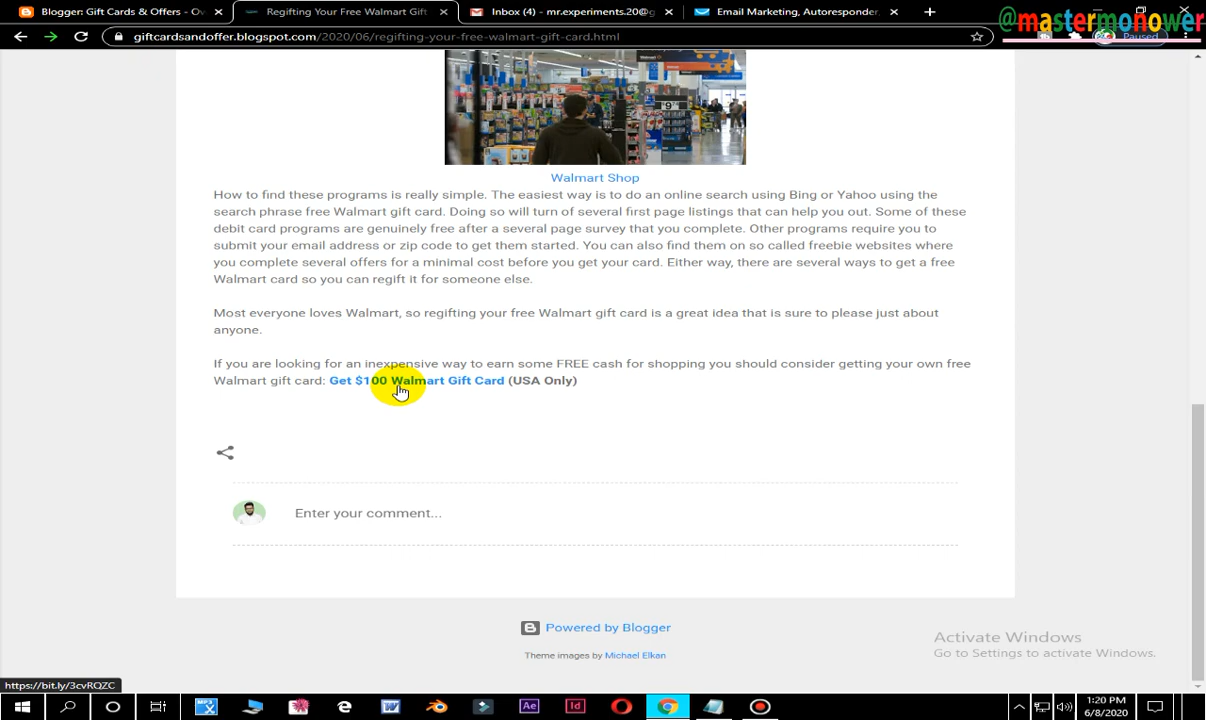 Blogger: Gift Cards & Offers - Ov
Regifting Your Free Walmart Gift
Inbox (4) - mr.experiments.20@g
Email Marketing, Autoresponder,
@mastermonower
giftcardsandoffer.blogspot.com/2020/06/regifting-your-free-walmart-gift-card.html
Paused
Walmart Shop
How to find these programs is really simple. The easiest way is to do an online search using Bing or Yahoo using the
search phrase free Walmart gift card. Doing so will turn of several first page listings that can help you out. Some of these
debit card programs are genuinely free after a several page survey that you complete. Other programs require you to
submit your email address or zip code to get them started. You can also find them on so called freebie websites where
you complete several offers for a minimal cost before you get your card. Either way, there are several ways to get a free
Walmart card so you can regift it for someone else.
Most everyone loves Walmart, so regifting your free Walmart gift card is a great idea that is sure to please just about
anyone.
If you are looking for an inexpensive way to earn some FREE cash for shopping you should consider getting your own free
Walmart gift card: Get $100 Walmart Gift Card (USA Only)
Enter your comment...
Powered by Blogger
Theme images by Michael Elkan
Activate Windows
Go to Settings to activate Windows.
https://bit.ly/3cvRQZC
MP3
Ae
Id
1:20 PM
6/8/2020